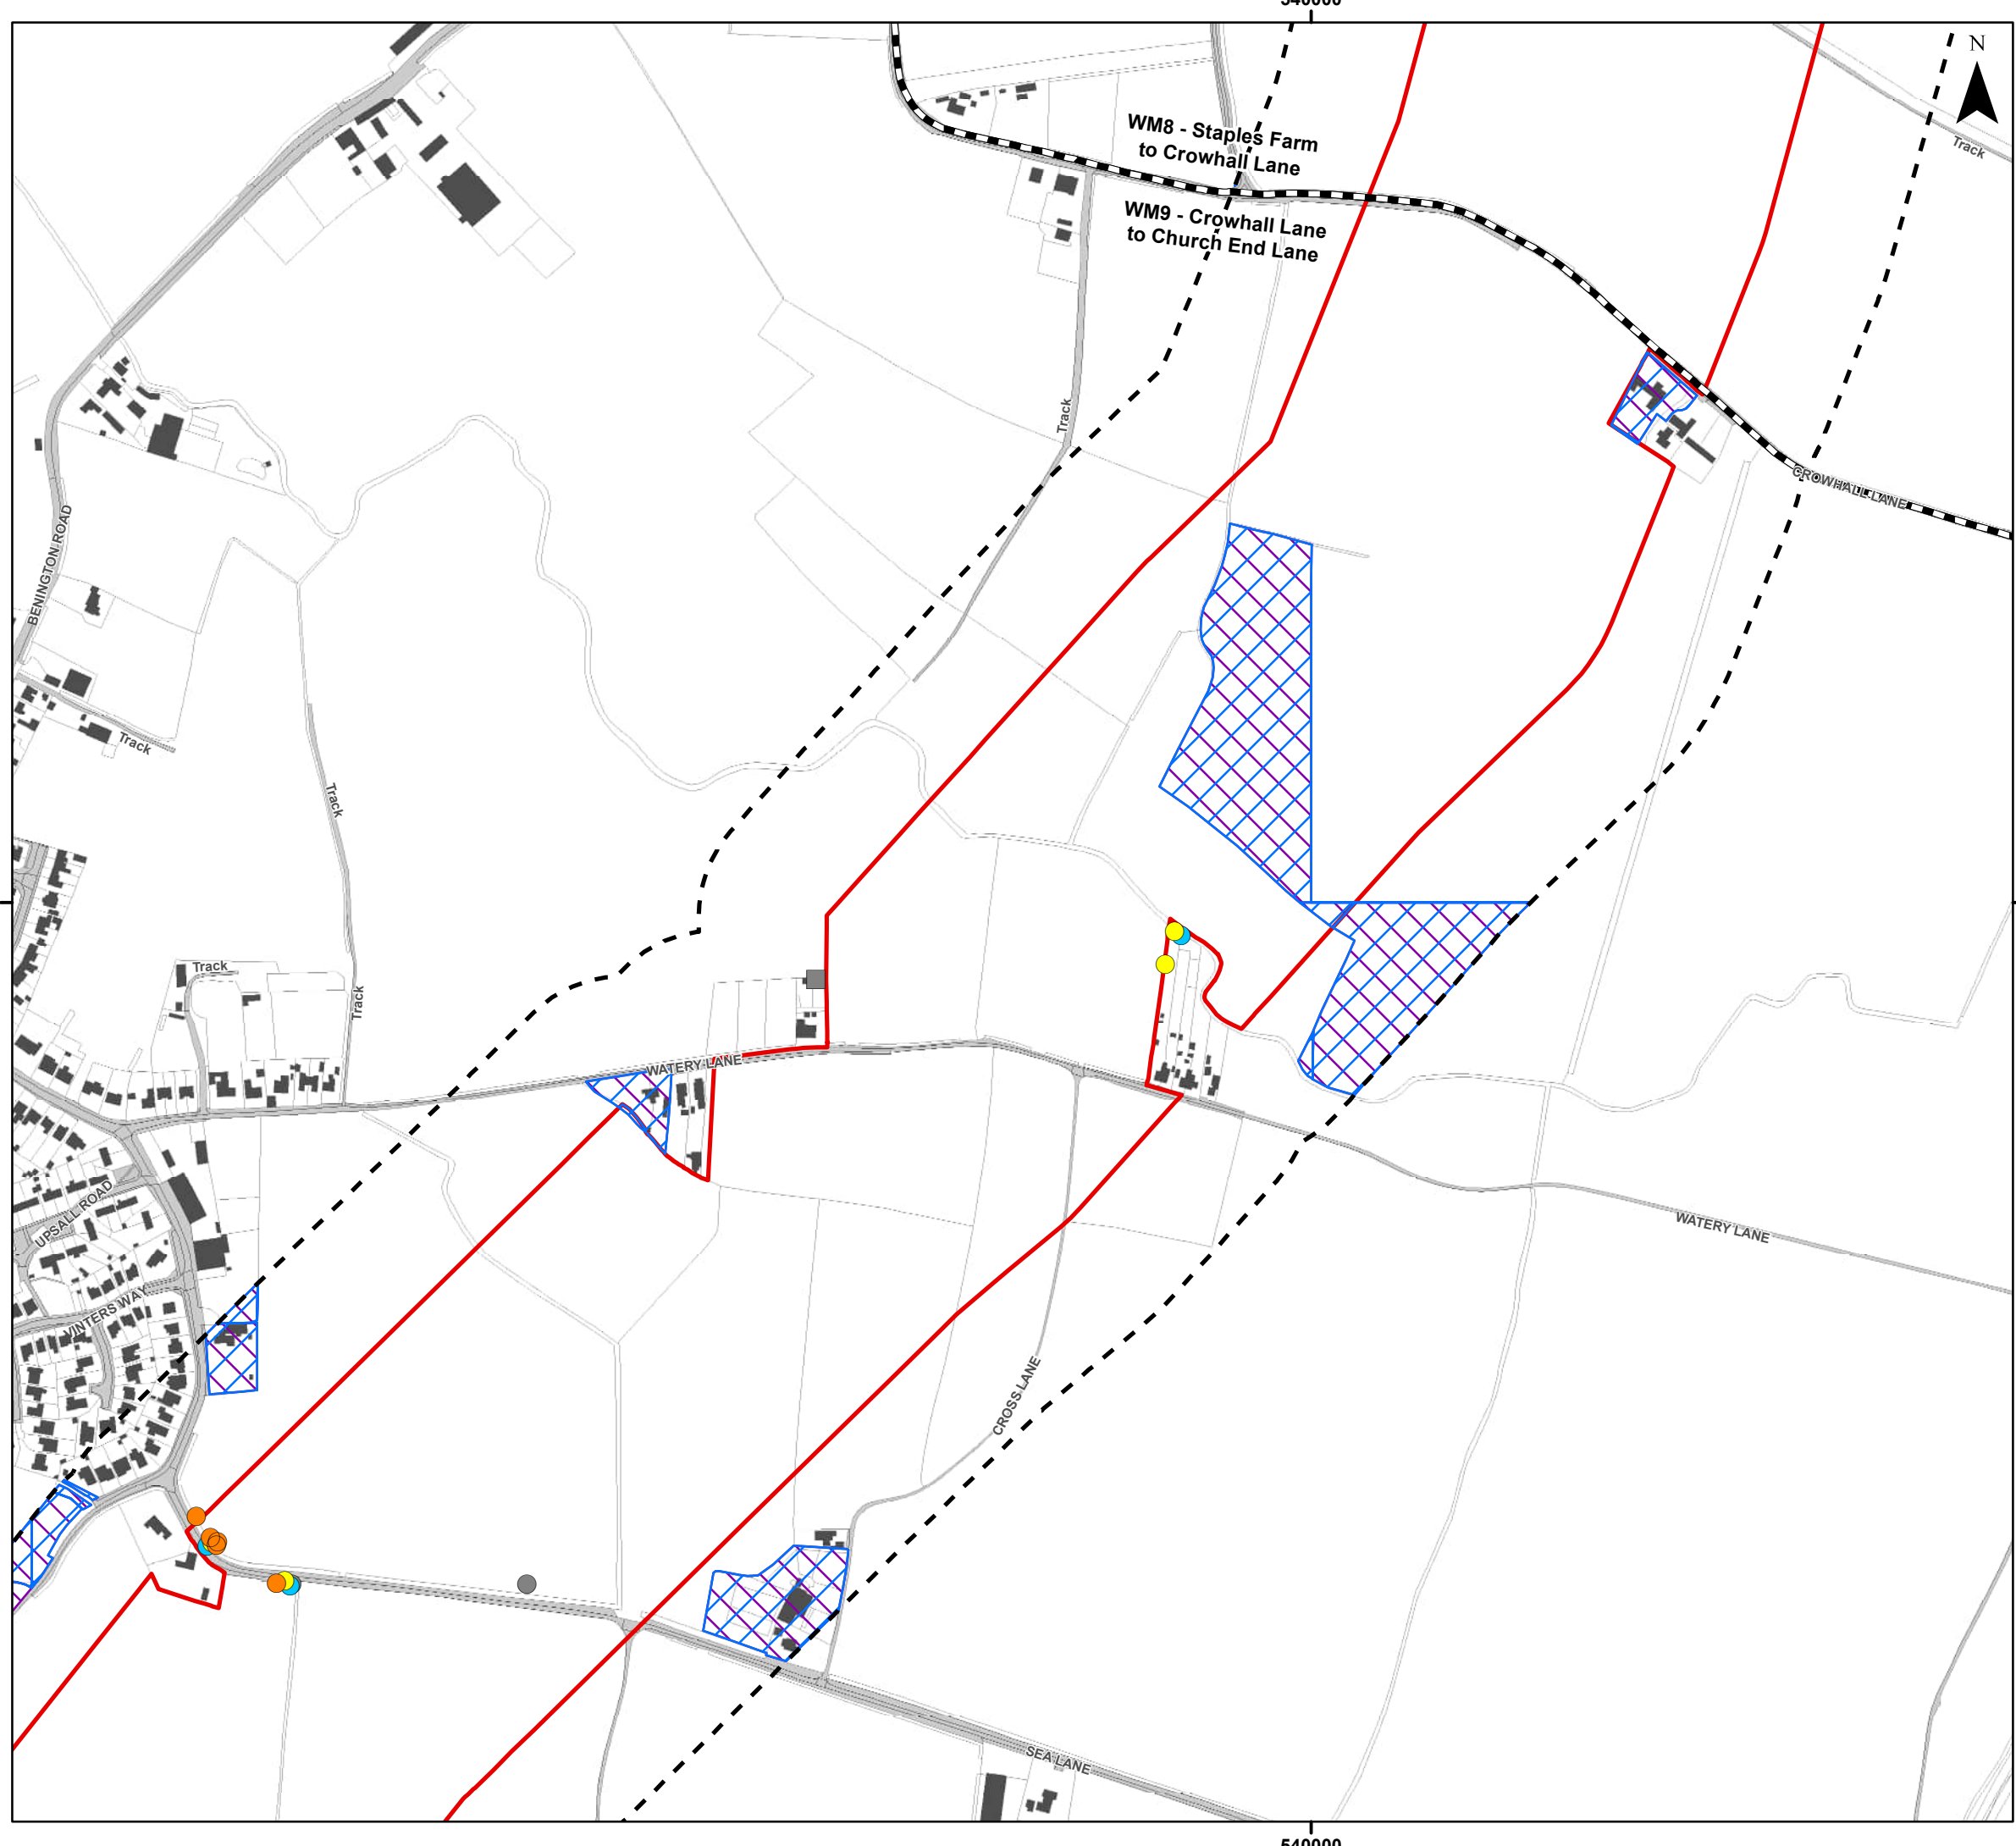 540000
N
Track
WM8 - Staples Farm
to Crowhall Lane
WM9 - Crowhall Lane
to Church End Lane
Track
CROWHALL LANE
BENINGTON ROAD
Track
Track
Track
Track
WATERY LANE
UPSALL ROAD
WATERY LANE
VINTERS WAY
CROSS LANE
SEA LANE
540000